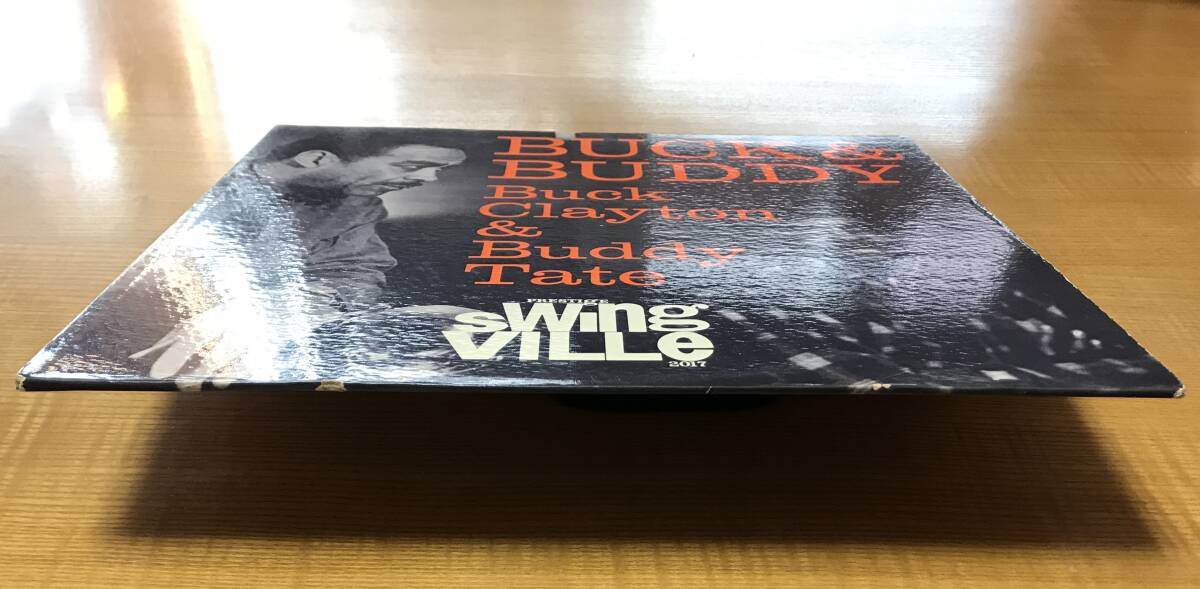 BUCK &
BUDDY
Buck
Clayton
&
Buddy
Tate
PRESTIGE
sWing
VILLe
2017